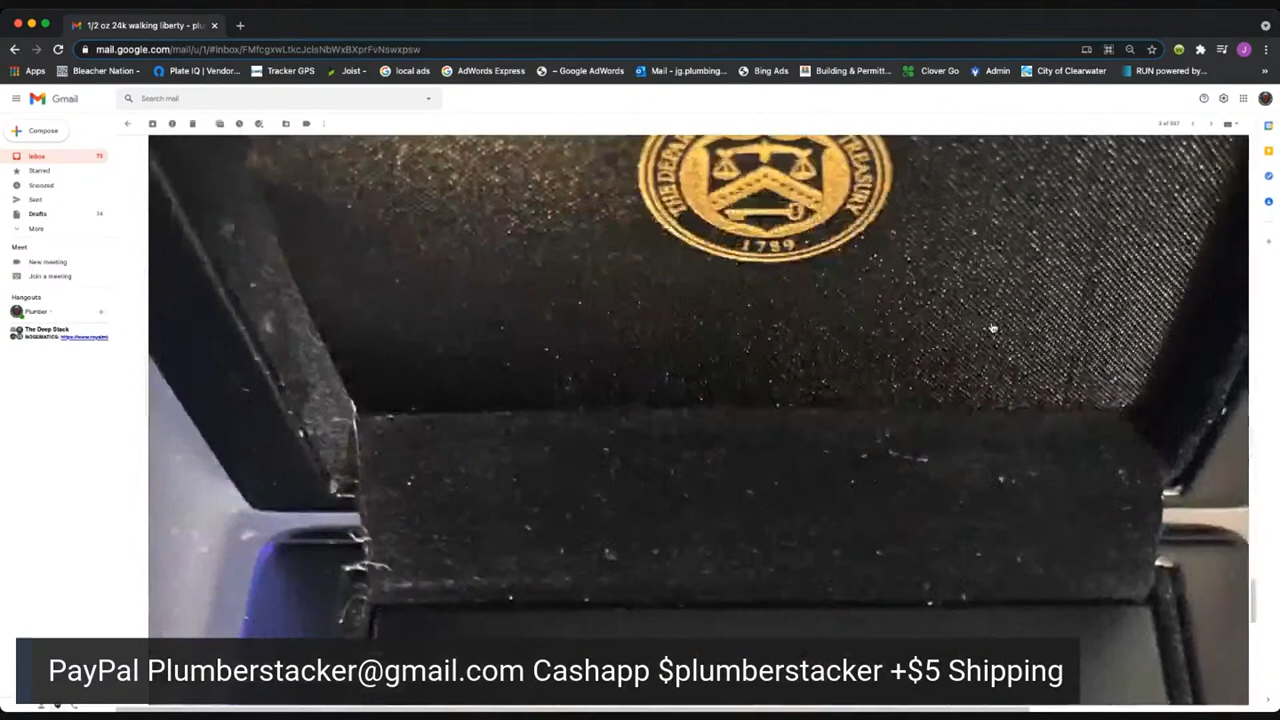 1/2 oz 24k walking liberty - plu
mail.google.com/mail/u/1/#inbox/FMfcgxwLtkcJclsNbWxBXprFvNswxpsw
Apps Bleacher Nation - Plate IQ | Vendor... Tracker GPS Joist - local ads AdWords Express - Google AdWords Mail - jg.plumbing... Bing Ads Building & Permitt... Clover Go Admin City of Clearwater RUN powered by... »
Gmail Search mail
3 of 937
Compose
Inbox 75
Starred
Snoozed
Sent
Drafts 14
More
Meet
New meeting
Join a meeting
Hangouts
Plumber
The Deep Stack
THE DEPA TREASURY
1789
PayPal Plumberstacker@gmail.com Cashapp $plumberstacker +$5 Shipping